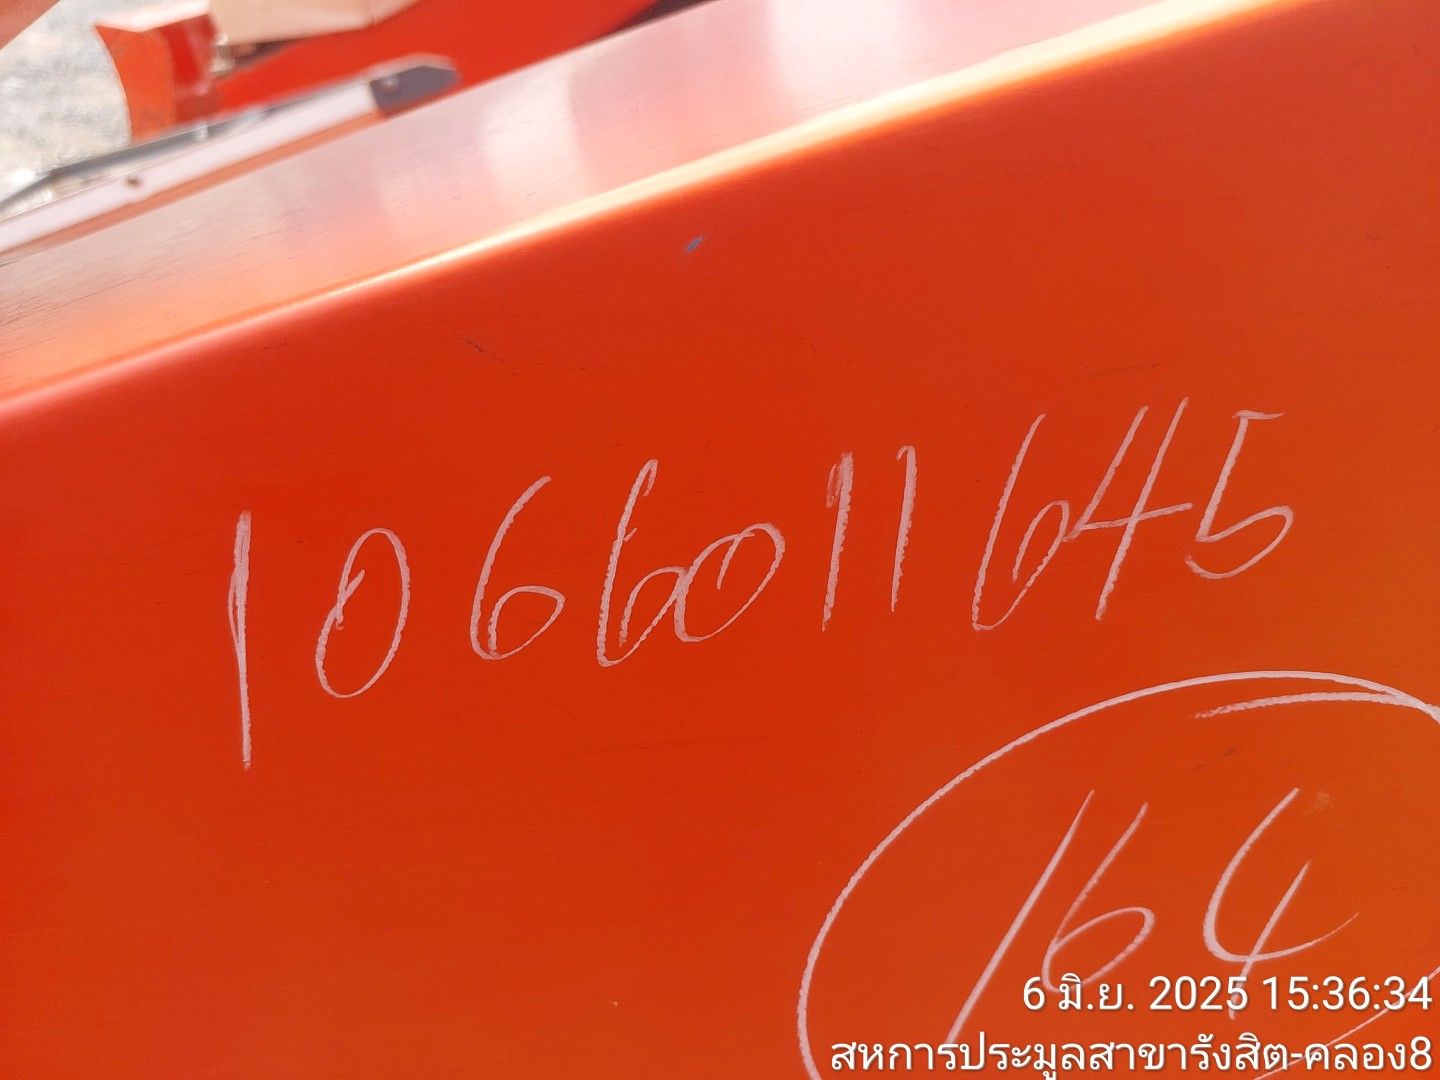 1066011645
164
6 มิ.ย. 2025 15:36:34
สหการประมูลสาขารังสิต-คลอง8